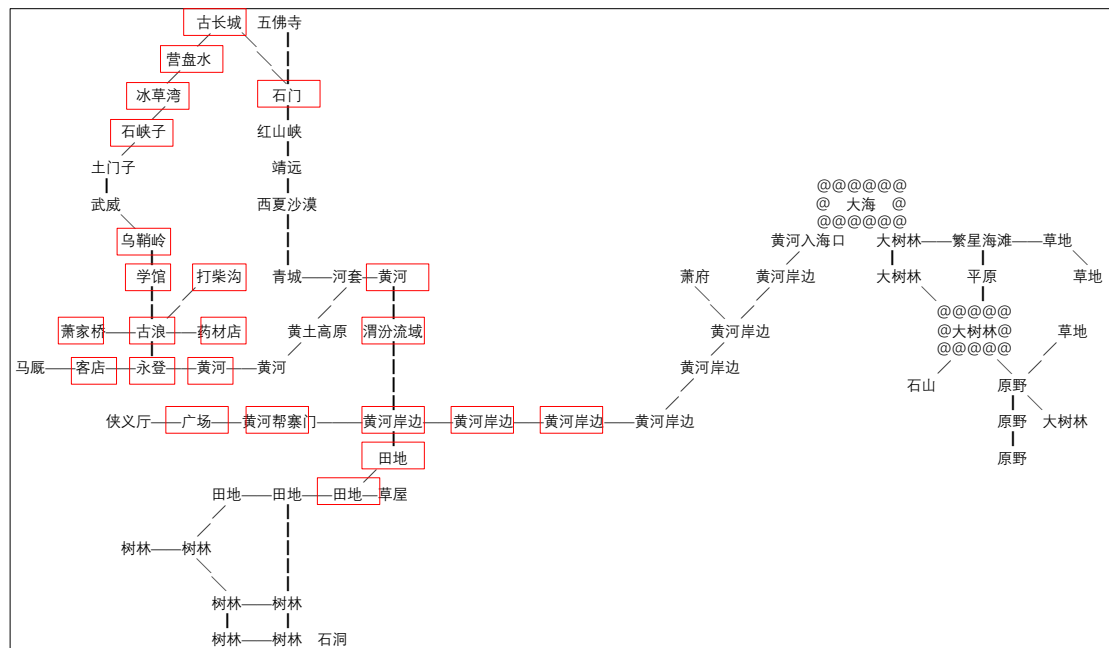 古长城 五佛寺
营盘水
冰草湾 石门
石峡子 红山峡
土门子 靖远
@@@@@@
武威 西夏沙漠 @ 大海 @
@@@@@@
乌鞘岭 黄河入海口 大树林——繁星海滩——草地
学馆 打柴沟 青城——河套——黄河 萧府 黄河岸边 大树林 平原 草地
@@@@@
萧家桥——古浪——药材店 黄土高原 渭汾流域 黄河岸边 @大树林@ 草地
@@@@@
马厩——客店——永登——黄河——黄河 黄河岸边
石山 原野
侠义厅——广场——黄河帮寨门——黄河岸边——黄河岸边——黄河岸边——黄河岸边 原野 大树林
田地 原野
田地——田地——田地—草屋
树林——树林
树林——树林
树林——树林 石洞